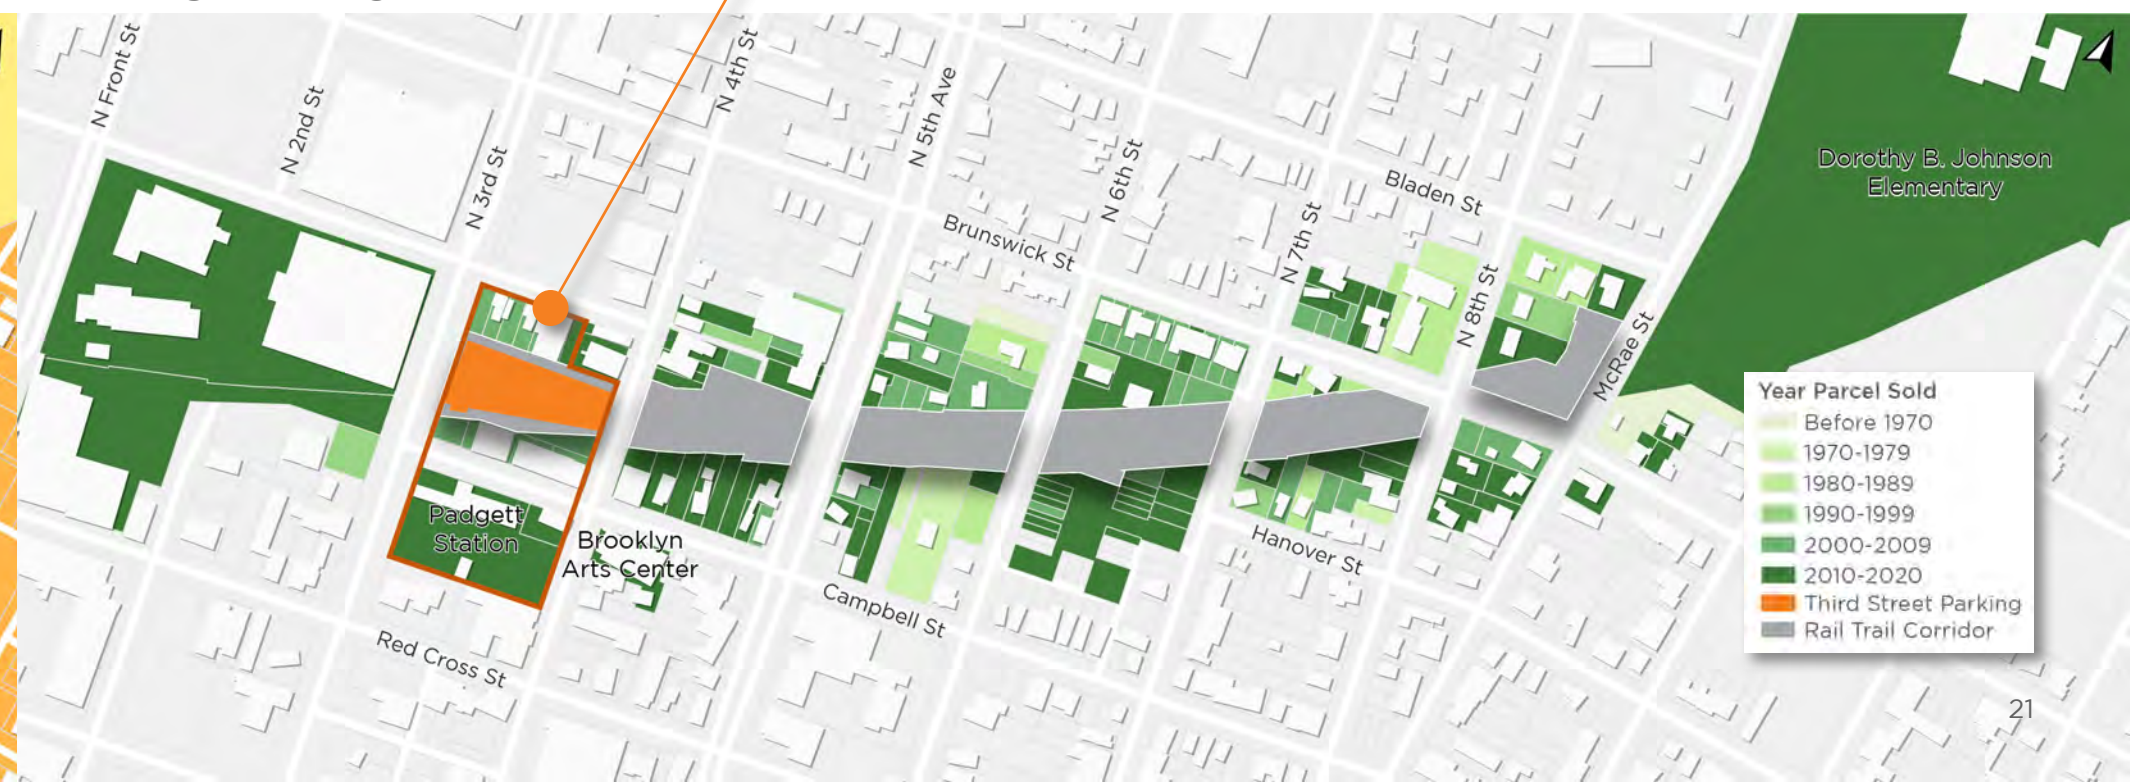 N Front St
N 2nd St
N 3rd St
N 4th St
N 5th Ave
N 6th St
N 7th St
N 8th St
McRae St
Bladen St
Brunswick St
Dorothy B. Johnson
Elementary
Padgett
Station
Brooklyn
Arts Center
Hanover St
Campbell St
Red Cross St
Year Parcel Sold
Before 1970
1970-1979
1980-1989
1990-1999
2000-2009
2010-2020
Third Street Parking
Rail Trail Corridor
21